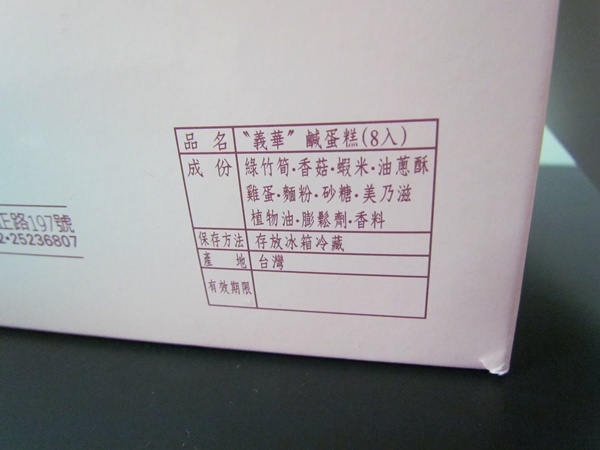 品名 "義華"鹹蛋糕(8入)
成份 綠竹筍·香菇·蝦米·油蔥酥
雞蛋·麵粉·砂糖·美乃滋
植物油·膨鬆劑·香料
保存方法 存放冰箱冷藏
產地 台灣
有效期限
正路197號
2·25236807